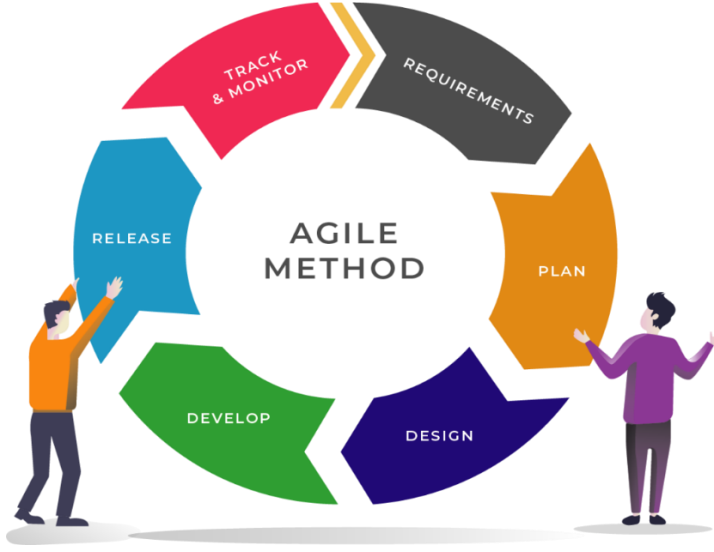 TRACK
& MONITOR
REQUIREMENTS
RELEASE
AGILE
METHOD
PLAN
DEVELOP
DESIGN